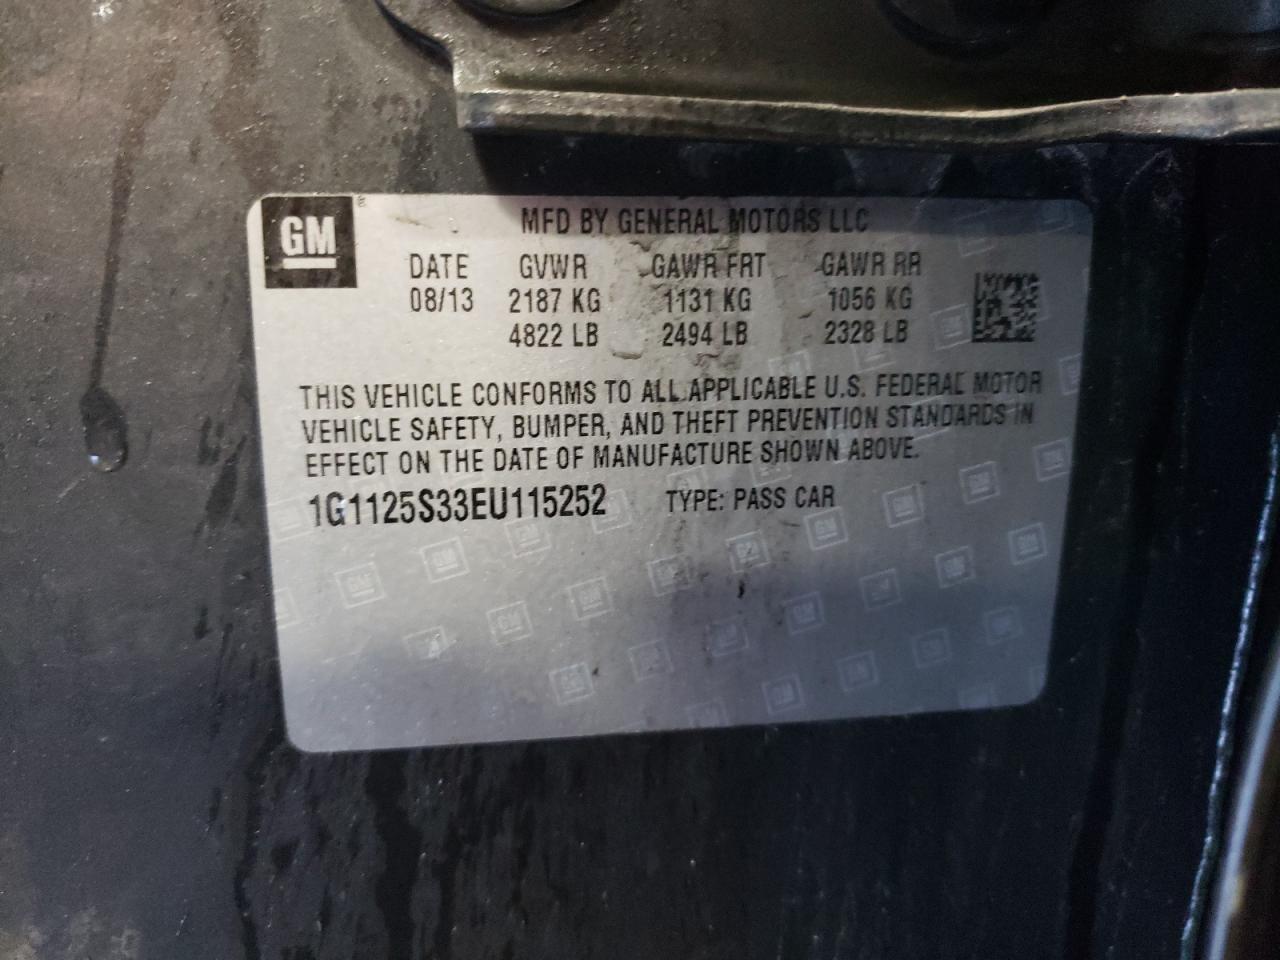 GM ®
MFD BY GENERAL MOTORS LLC
DATE GVWR GAWR FRT GAWR RR
08/13 2187 KG 1131 KG 1056 KG
4822 LB 2494 LB 2328 LB
THIS VEHICLE CONFORMS TO ALL APPLICABLE U.S. FEDERAL MOTOR
VEHICLE SAFETY, BUMPER, AND THEFT PREVENTION STANDARDS IN
EFFECT ON THE DATE OF MANUFACTURE SHOWN ABOVE.
1G1125S33EU115252 TYPE: PASS CAR